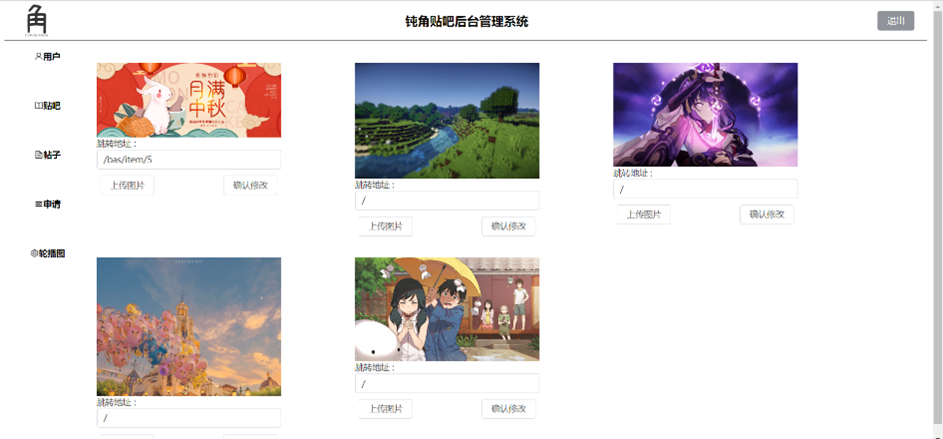 角
钝角贴吧后台管理系统
退出
用户
贴吧
帖子
申请
轮播图
月满
中秋
跳转地址：
/bas/item/5
上传图片
确认修改
跳转地址：
/
上传图片
确认修改
跳转地址：
/
上传图片
确认修改
跳转地址：
/
跳转地址：
/
上传图片
确认修改